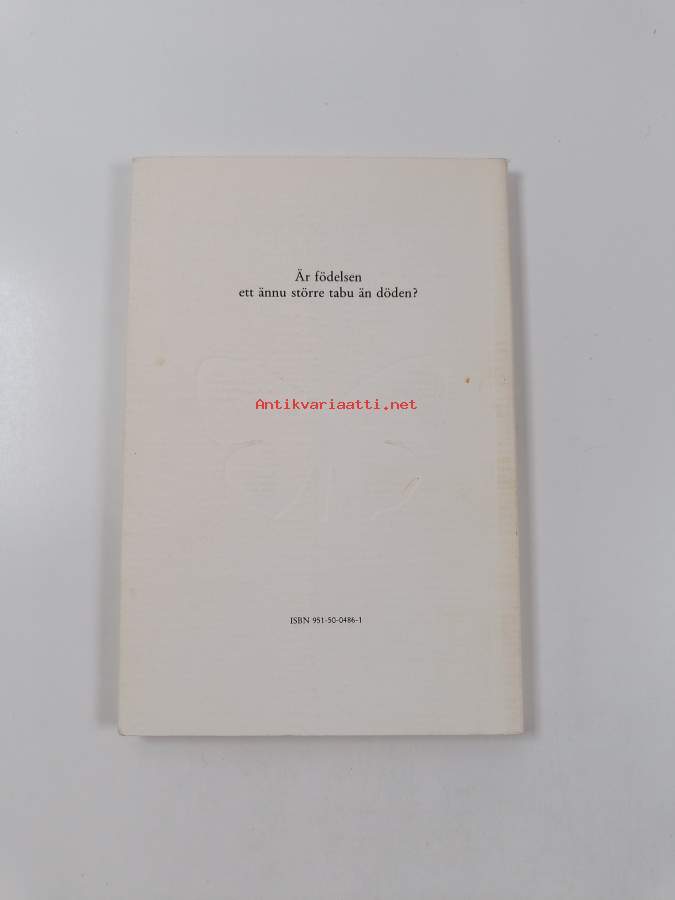 Är födelsen
ett ännu större tabu än döden?
Antikvariaatti.net
ISBN 951-50-0486-1